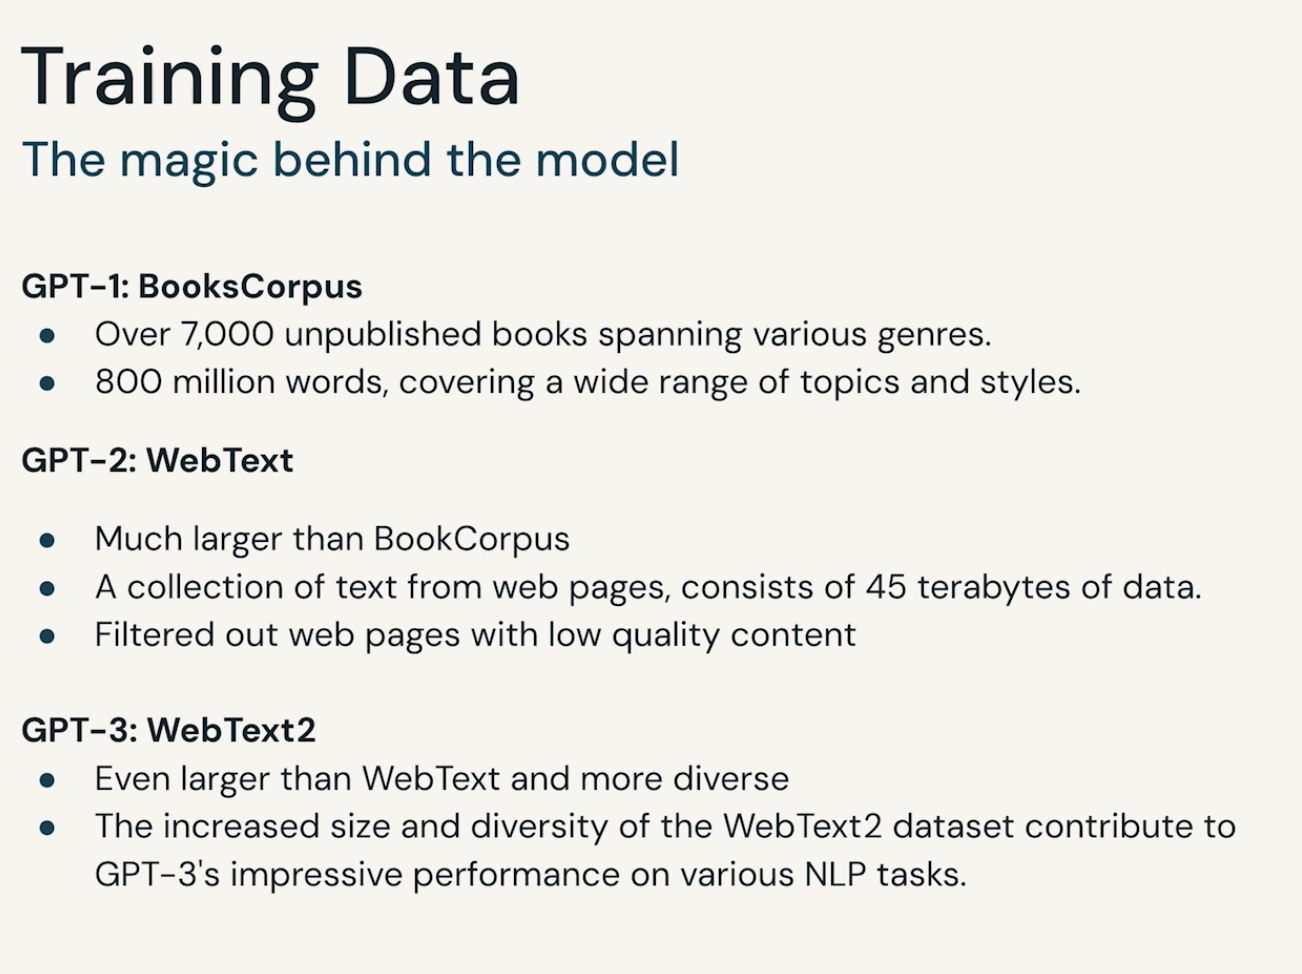 Training Data
The magic behind the model
GPT-1: BooksCorpus
● Over 7,000 unpublished books spanning various genres.
● 800 million words, covering a wide range of topics and styles.
GPT-2: WebText
● Much larger than BookCorpus
● A collection of text from web pages, consists of 45 terabytes of data.
● Filtered out web pages with low quality content
GPT-3: WebText2
● Even larger than WebText and more diverse
● The increased size and diversity of the WebText2 dataset contribute to
GPT-3's impressive performance on various NLP tasks.